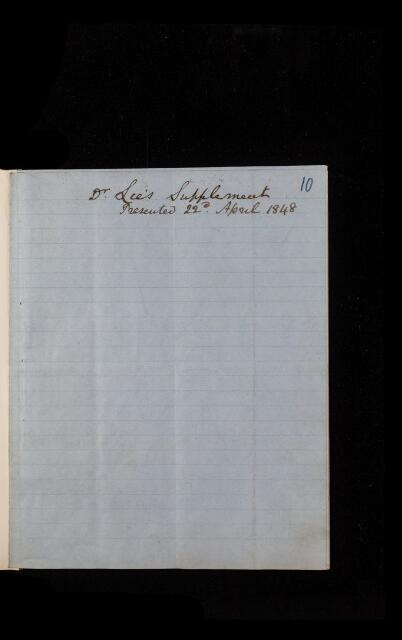 10
Dr Lee's Supplement
Presented 22d April 1848